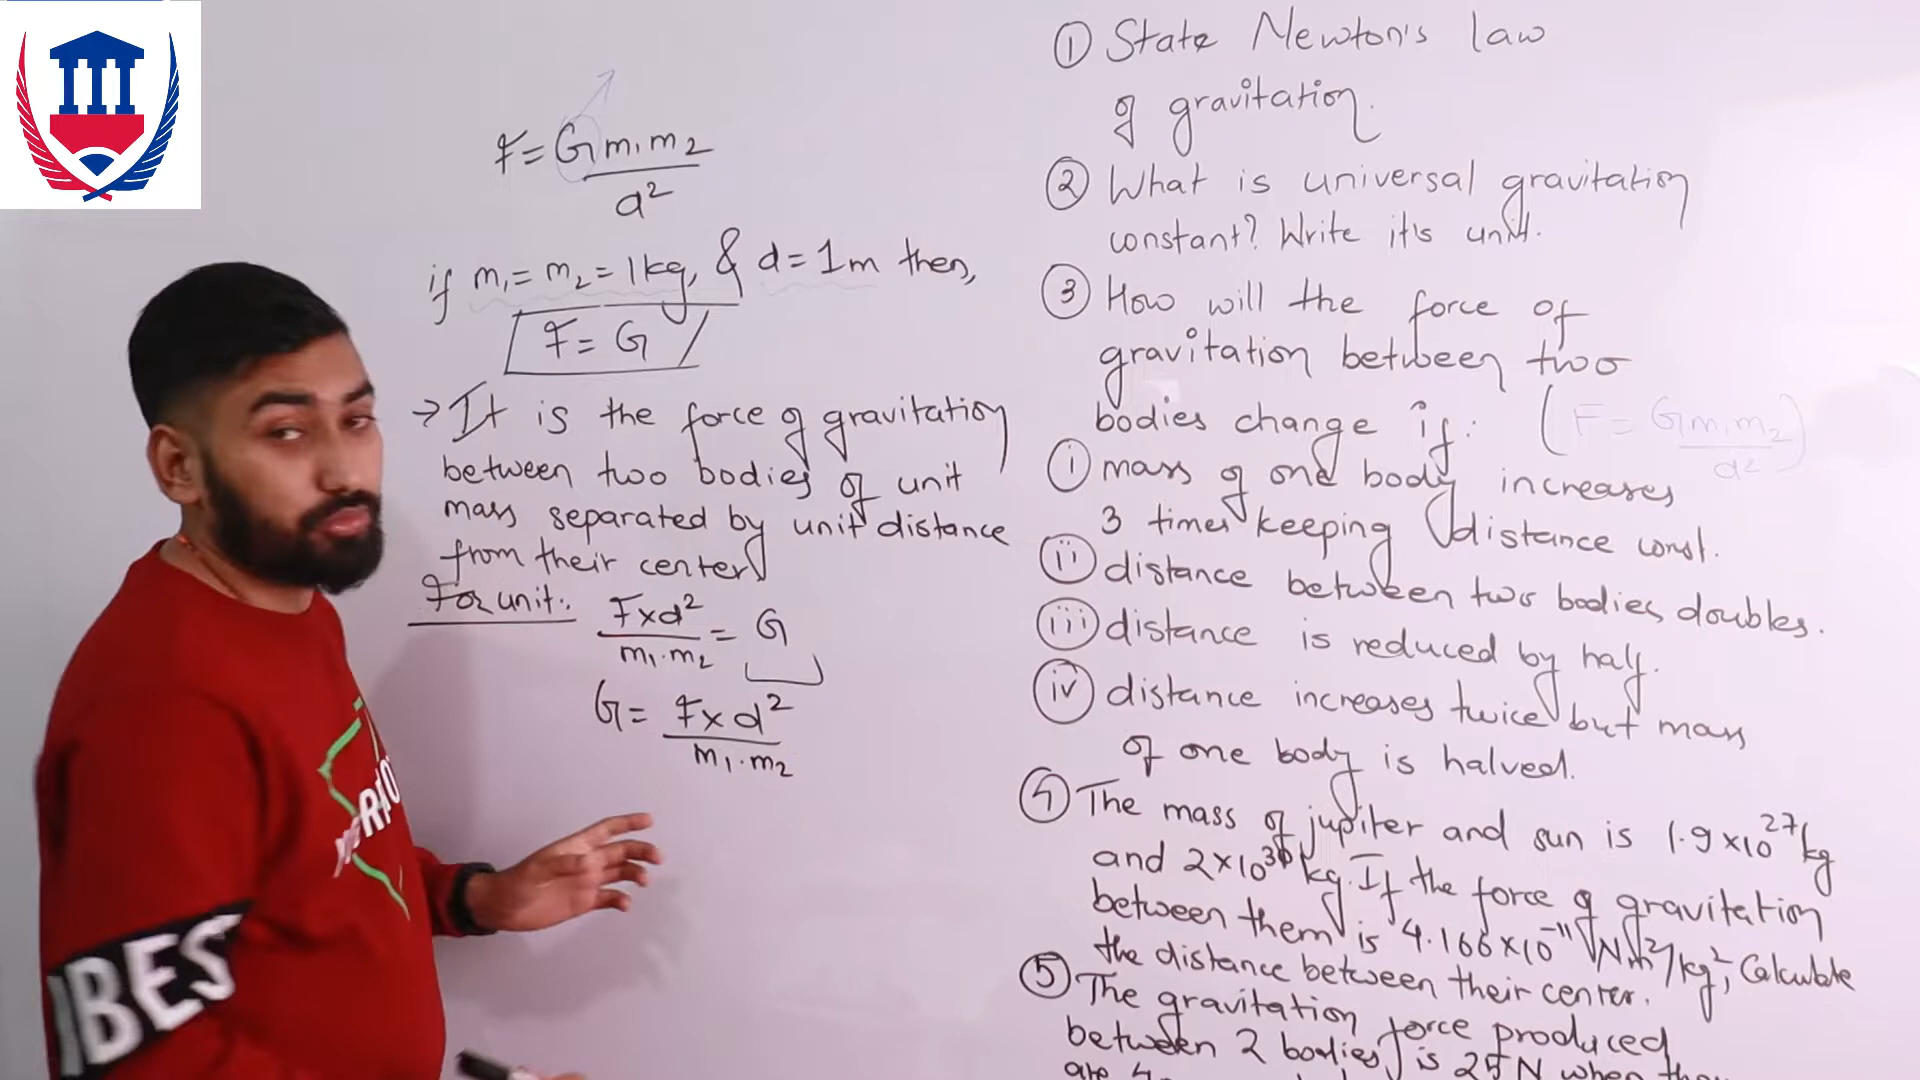 F = G m₁ m₂
d²
if m₁ = m₂ = 1 kg, & d = 1m then,
F = G
→ It is the force of gravitation
between two bodies of unit
mass separated by unit distance
from their center
For unit:
F×d² = G
m₁.m₂
G = F×d²
m₁.m₂
① State Newton's law
of gravitation.
② What is universal gravitation
constant? Write it's unit.
③ How will the force of
gravitation between two
bodies change if: (F = G m₁ m₂)
d²
ⓘ mass of one body increases
3 times keeping distance const.
ii distance between two bodies doubles.
iii distance is reduced by half.
iv distance increases twice but mass
of one body is halved.
④ The mass of jupiter and sun is 1.9×10²⁷kg
and 2×10³⁰ kg. If the force of gravitation
between them is 4.166×10⁻¹¹ Nm²/kg², Calculate
the distance between their center.
⑤ The gravitation force produced
between 2 bodies is 25 N when they
are
IBES